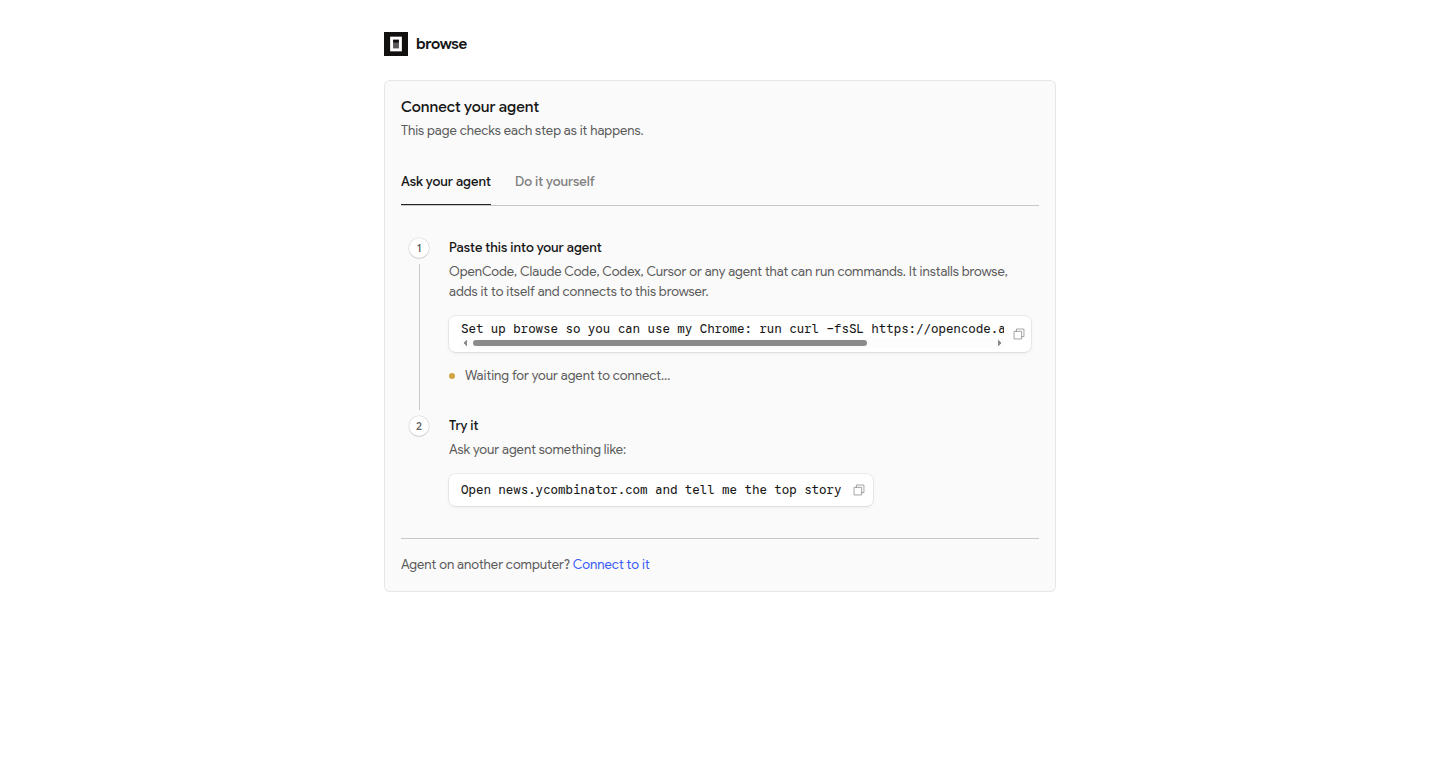 browse
Connect your agent
This page checks each step as it happens.
Ask your agent
Do it yourself
1
Paste this into your agent
OpenCode, Claude Code, Codex, Cursor or any agent that can run commands. It installs browse,
adds it to itself and connects to this browser.
Set up browse so you can use my Chrome: run curl -fsSL https://opencode.a
Waiting for your agent to connect...
2
Try it
Ask your agent something like:
Open news.ycombinator.com and tell me the top story
Agent on another computer? Connect to it